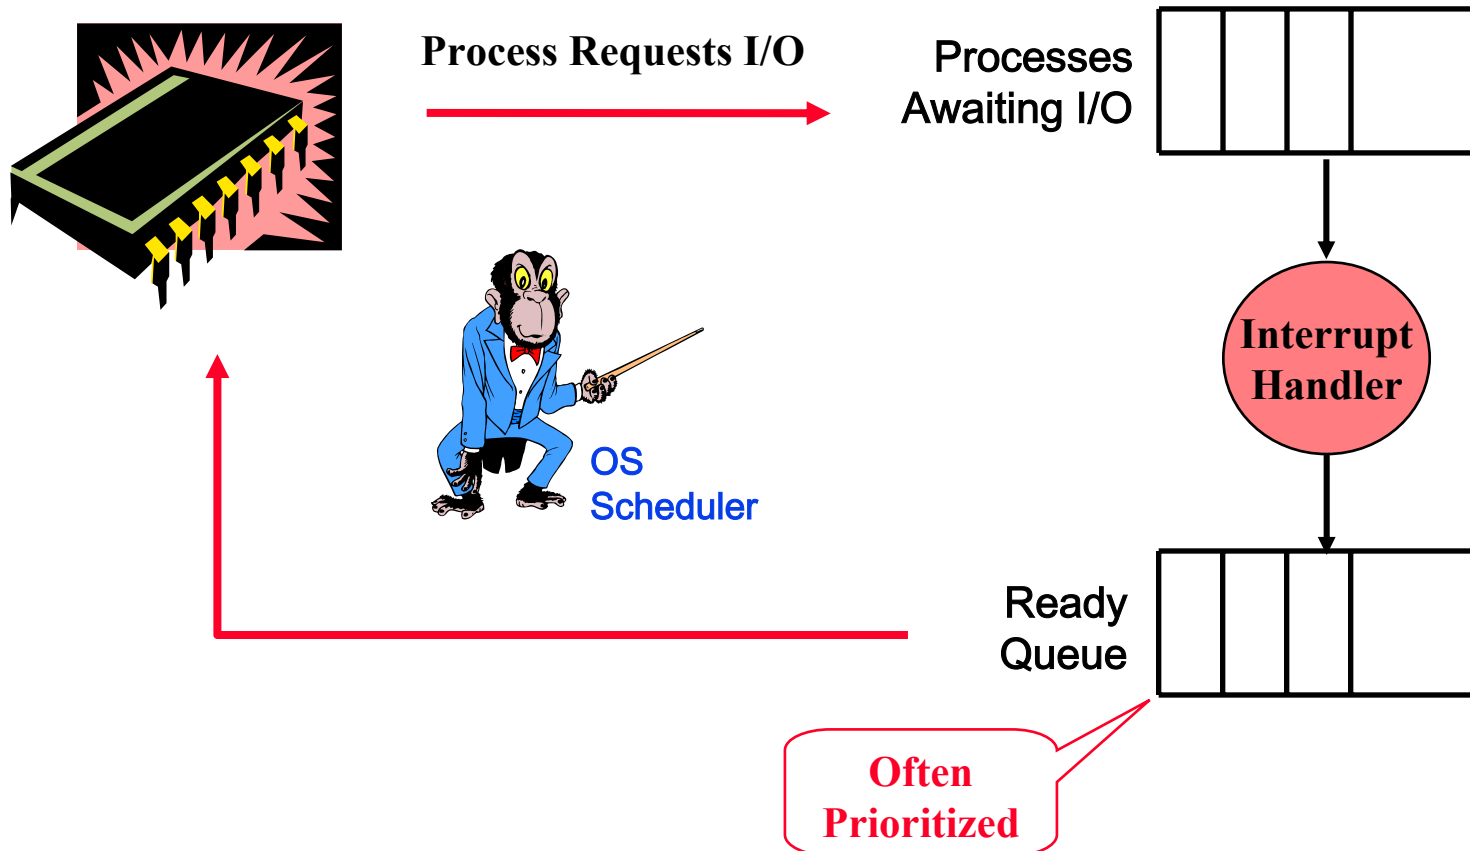 Process Requests I/O
Processes
Awaiting I/O
Interrupt
Handler
OS
Scheduler
Ready
Queue
Often
Prioritized